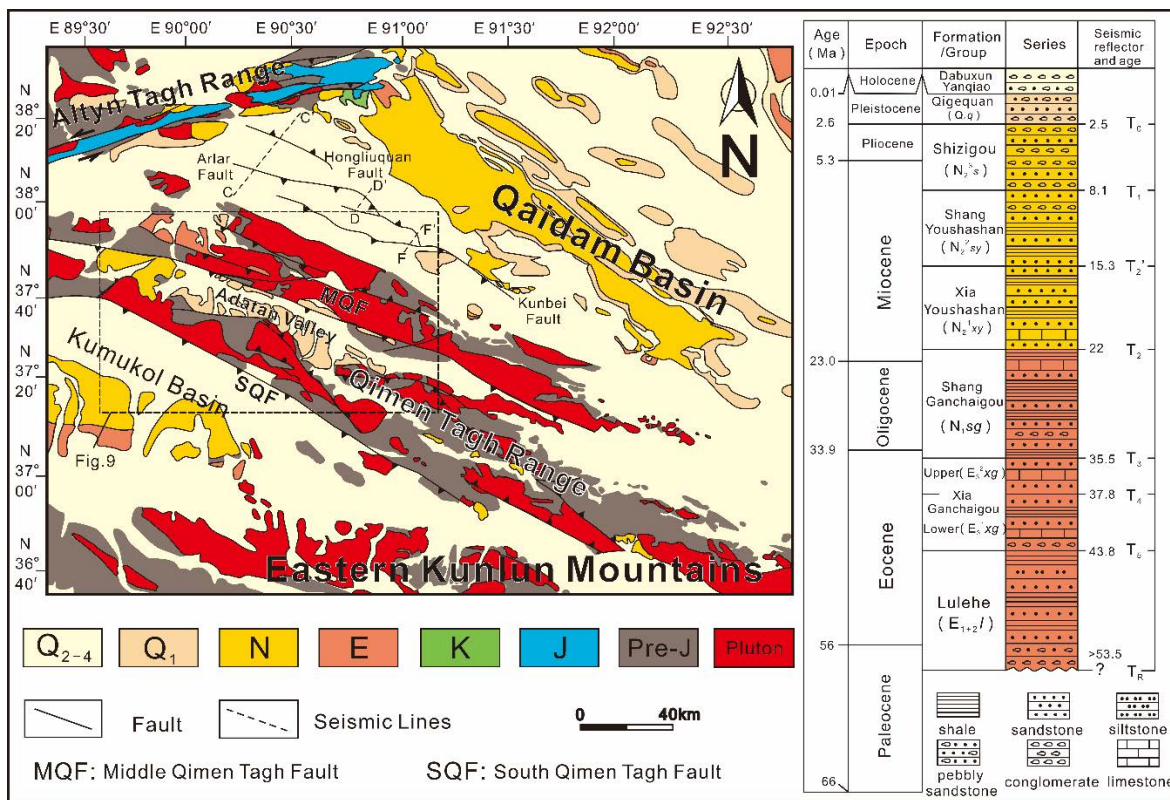 E 89°30′ E 90°00′ E 90°30′ E 91°00′ E 91°30′ E 92°00′ E 92°30′
N 38° 20′
N 38° 00′
N 37° 40′
N 37° 20′
N 37° 00′
N 36° 40′
Altyn Tagh Range
N
C
Hongliuquan Fault
Arlar Fault
D'
C
D
F'
F
Qaidam Basin
Kunbei Fault
MQF
Adatan Valley
Kumukol Basin
SQF
Qimen Tagh Range
Fig.9
Eastern Kunlun Mountains
Q2-4 Q1 N E K J Pre-J Pluton
Fault Seismic Lines 0 40km
MQF: Middle Qimen Tagh Fault SQF: South Qimen Tagh Fault
Age (Ma) Epoch Formation /Group Series Seismic reflector and age
Holocene Dabuxun Yanqiao
0.01
Pleistocene Qigequan (Q1q)
2.6 2.5 T0
Pliocene Shizigou (N2³s)
5.3
8.1 T1
Miocene
Shang Youshashan (N2²sy)
15.3 T2'
Xia Youshashan (N2¹xy)
22 T2
23.0
Oligocene
Shang Ganchaigou (N1sg)
33.9
35.5 T3
Upper(E3²xg)
Xia Ganchaigou
37.8 T4
Lower(E3¹xg)
43.8 T5
Eocene
Lulehe (E1+2l)
56
>53.5
? TR
Paleocene
66
shale sandstone siltstone
pebbly sandstone conglomerate limestone